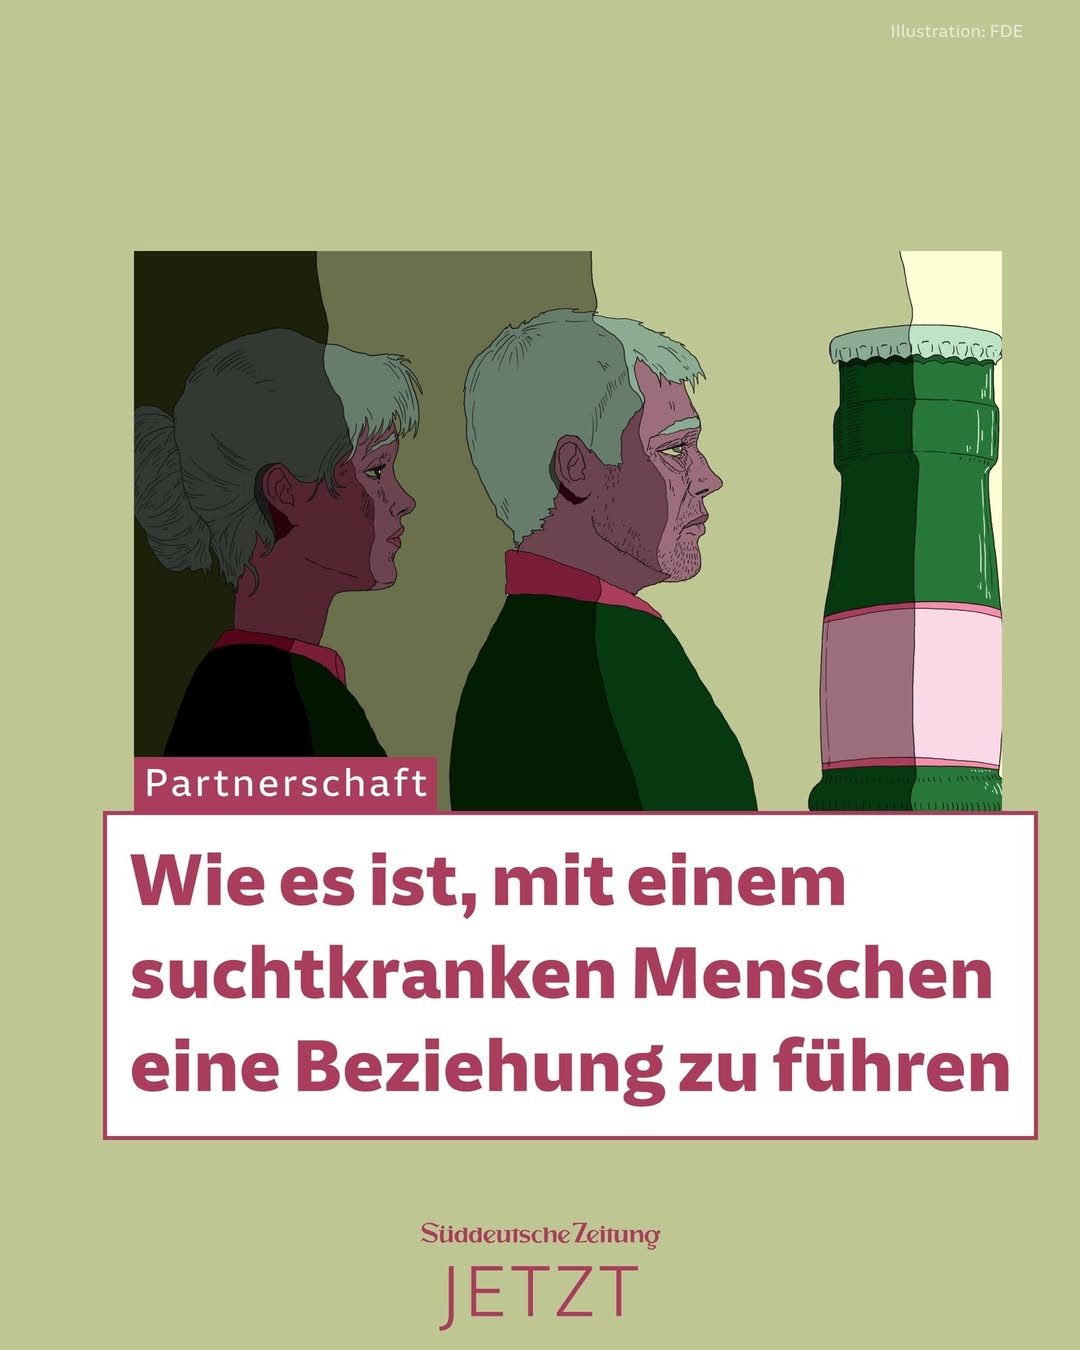 Illustration: FDE
Partnerschaft
Wie es ist, mit einem
suchtkranken Menschen
eine Beziehung zu führen
Süddeutsche Zeitung
JETZT